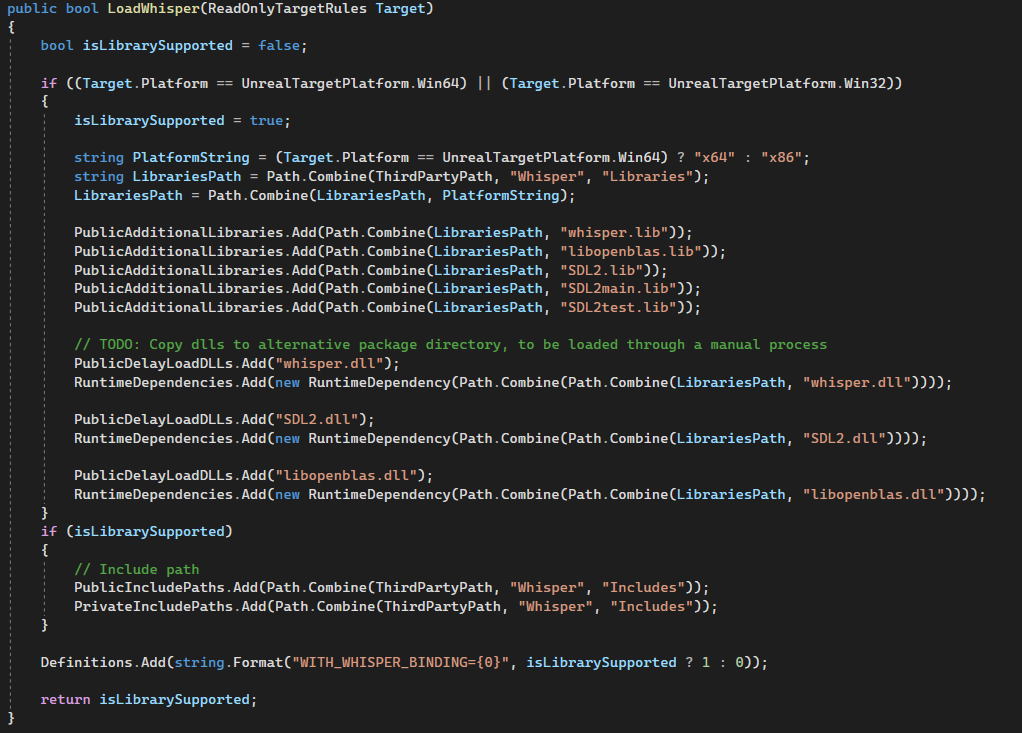 public bool LoadWhisper(ReadOnlyTargetRules Target)
{
bool isLibrarySupported = false;
if ((Target.Platform == UnrealTargetPlatform.Win64) || (Target.Platform == UnrealTargetPlatform.Win32))
{
isLibrarySupported = true;
string PlatformString = (Target.Platform == UnrealTargetPlatform.Win64) ? "x64" : "x86";
string LibrariesPath = Path.Combine(ThirdPartyPath, "Whisper", "Libraries");
LibrariesPath = Path.Combine(LibrariesPath, PlatformString);
PublicAdditionalLibraries.Add(Path.Combine(LibrariesPath, "whisper.lib"));
PublicAdditionalLibraries.Add(Path.Combine(LibrariesPath, "libopenblas.lib"));
PublicAdditionalLibraries.Add(Path.Combine(LibrariesPath, "SDL2.lib"));
PublicAdditionalLibraries.Add(Path.Combine(LibrariesPath, "SDL2main.lib"));
PublicAdditionalLibraries.Add(Path.Combine(LibrariesPath, "SDL2test.lib"));
// TODO: Copy dlls to alternative package directory, to be loaded through a manual process
PublicDelayLoadDLLs.Add("whisper.dll");
RuntimeDependencies.Add(new RuntimeDependency(Path.Combine(Path.Combine(LibrariesPath, "whisper.dll"))));
PublicDelayLoadDLLs.Add("SDL2.dll");
RuntimeDependencies.Add(new RuntimeDependency(Path.Combine(Path.Combine(LibrariesPath, "SDL2.dll"))));
PublicDelayLoadDLLs.Add("libopenblas.dll");
RuntimeDependencies.Add(new RuntimeDependency(Path.Combine(Path.Combine(LibrariesPath, "libopenblas.dll"))));
}
if (isLibrarySupported)
{
// Include path
PublicIncludePaths.Add(Path.Combine(ThirdPartyPath, "Whisper", "Includes"));
PrivateIncludePaths.Add(Path.Combine(ThirdPartyPath, "Whisper", "Includes"));
}
Definitions.Add(string.Format("WITH_WHISPER_BINDING={0}", isLibrarySupported ? 1 : 0));
return isLibrarySupported;
}